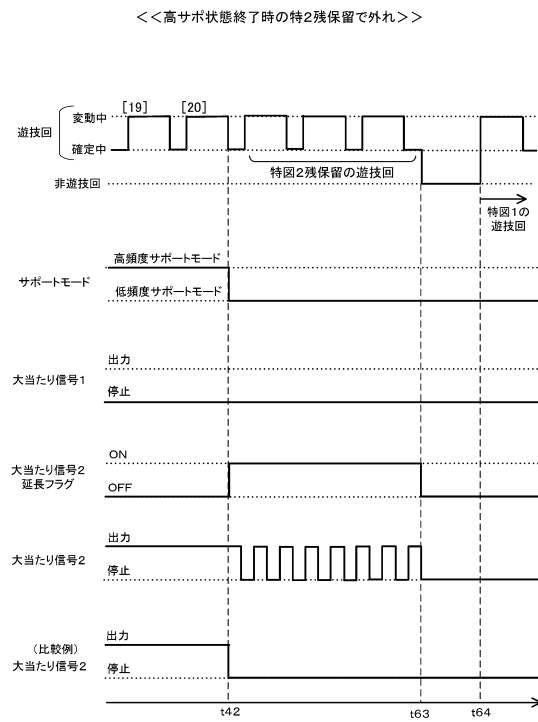 <<高サポ状態終了時の特2残保留で外れ>>
[19]
[20]
遊技回
変動中
確定中
非遊技回
特図2残保留の遊技回
特図1の
遊技回
サポートモード
高頻度サポートモード
低頻度サポートモード
大当たり信号1
出力
停止
大当たり信号2
延長フラグ
ON
OFF
大当たり信号2
出力
停止
(比較例)
大当たり信号2
出力
停止
t42
t63
t64